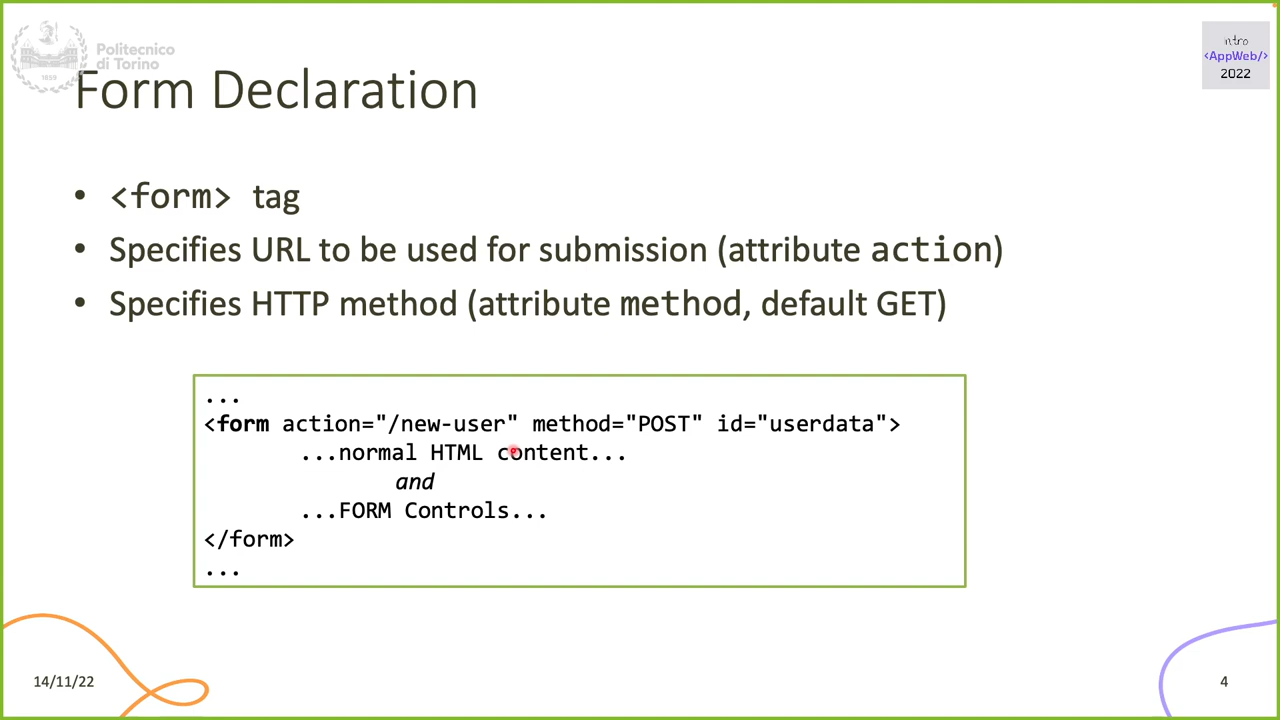 Politecnico
di Torino
1859
Form Declaration
intro
<AppWeb/>
2022
• <form> tag
• Specifies URL to be used for submission (attribute action)
• Specifies HTTP method (attribute method, default GET)
...
<form action="/new-user" method="POST" id="userdata">
...normal HTML content...
and
...FORM Controls...
</form>
...
14/11/22
4